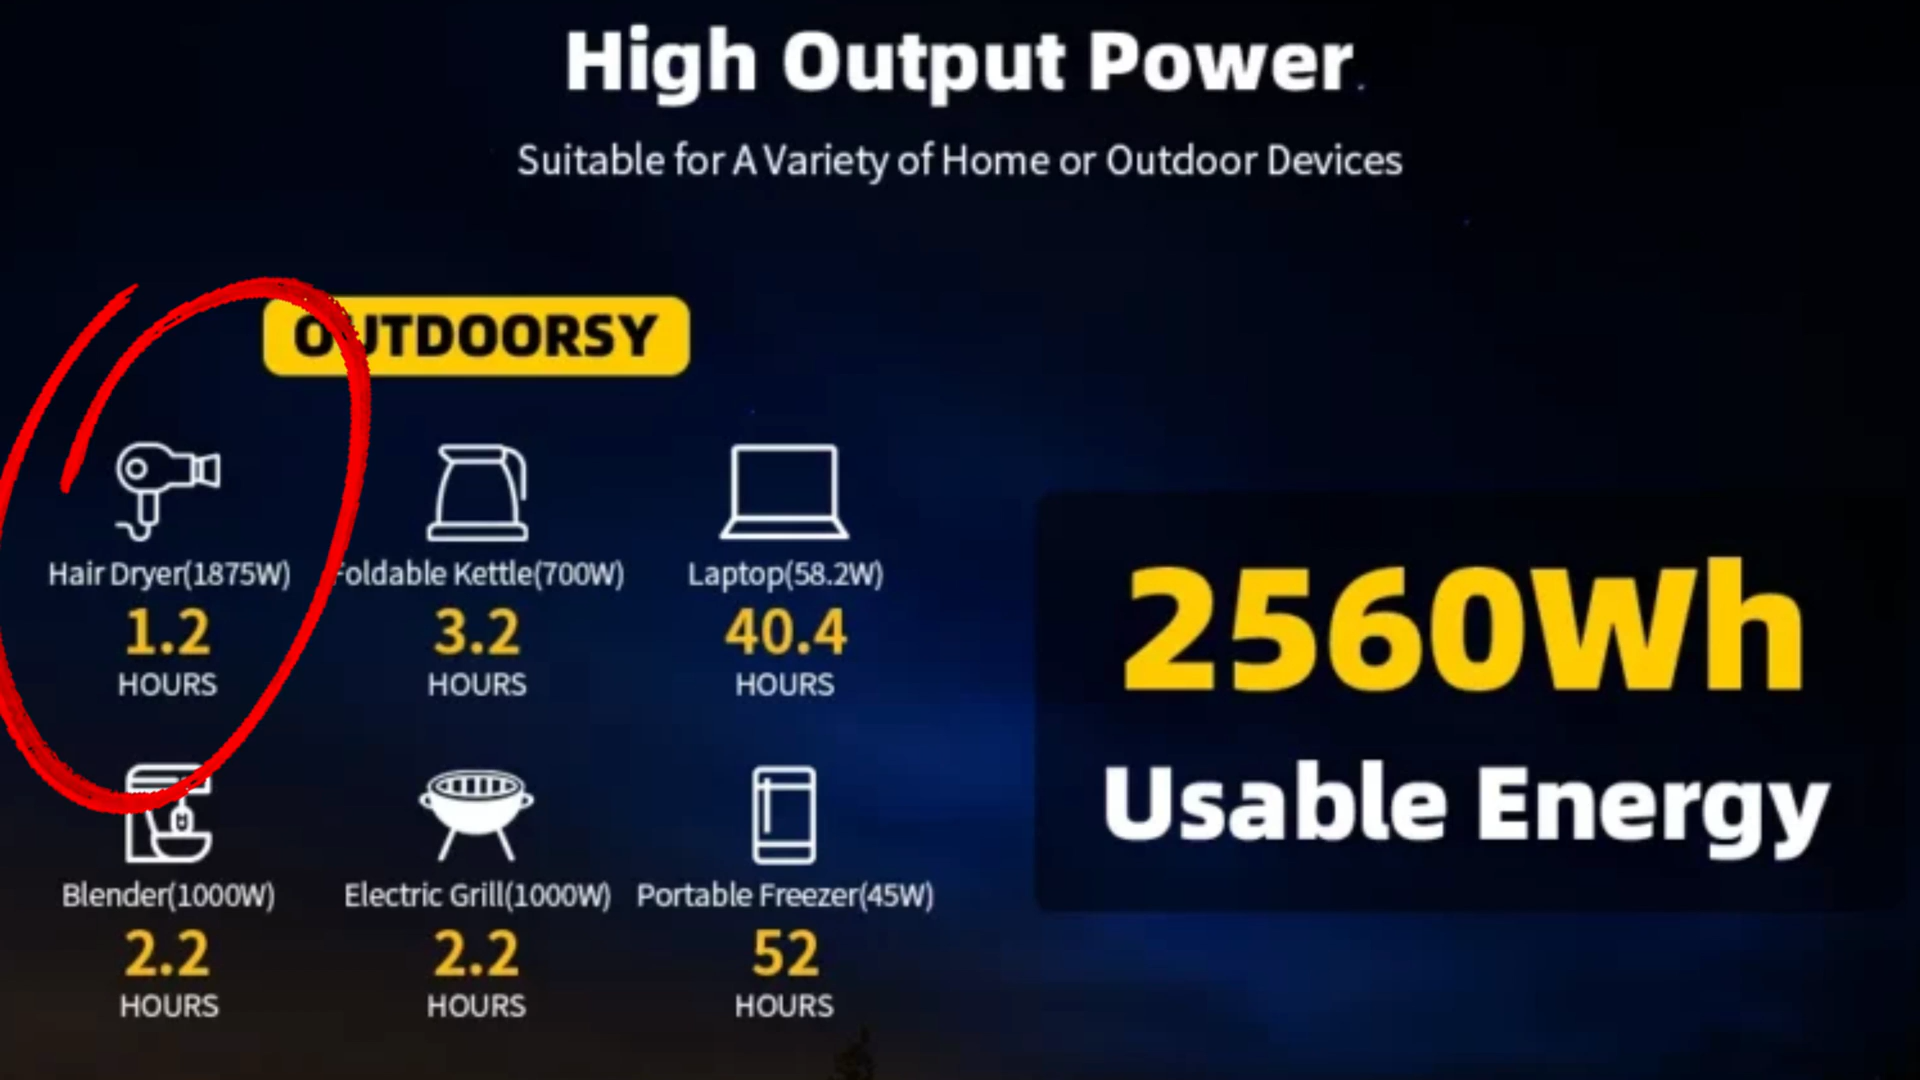 High Output Power
Suitable for A Variety of Home or Outdoor Devices
OUTDOORSY
Hair Dryer(1875W)
1.2
HOURS
Foldable Kettle(700W)
3.2
HOURS
Laptop(58.2W)
40.4
HOURS
Blender(1000W)
2.2
HOURS
Electric Grill(1000W)
2.2
HOURS
Portable Freezer(45W)
52
HOURS
2560Wh
Usable Energy